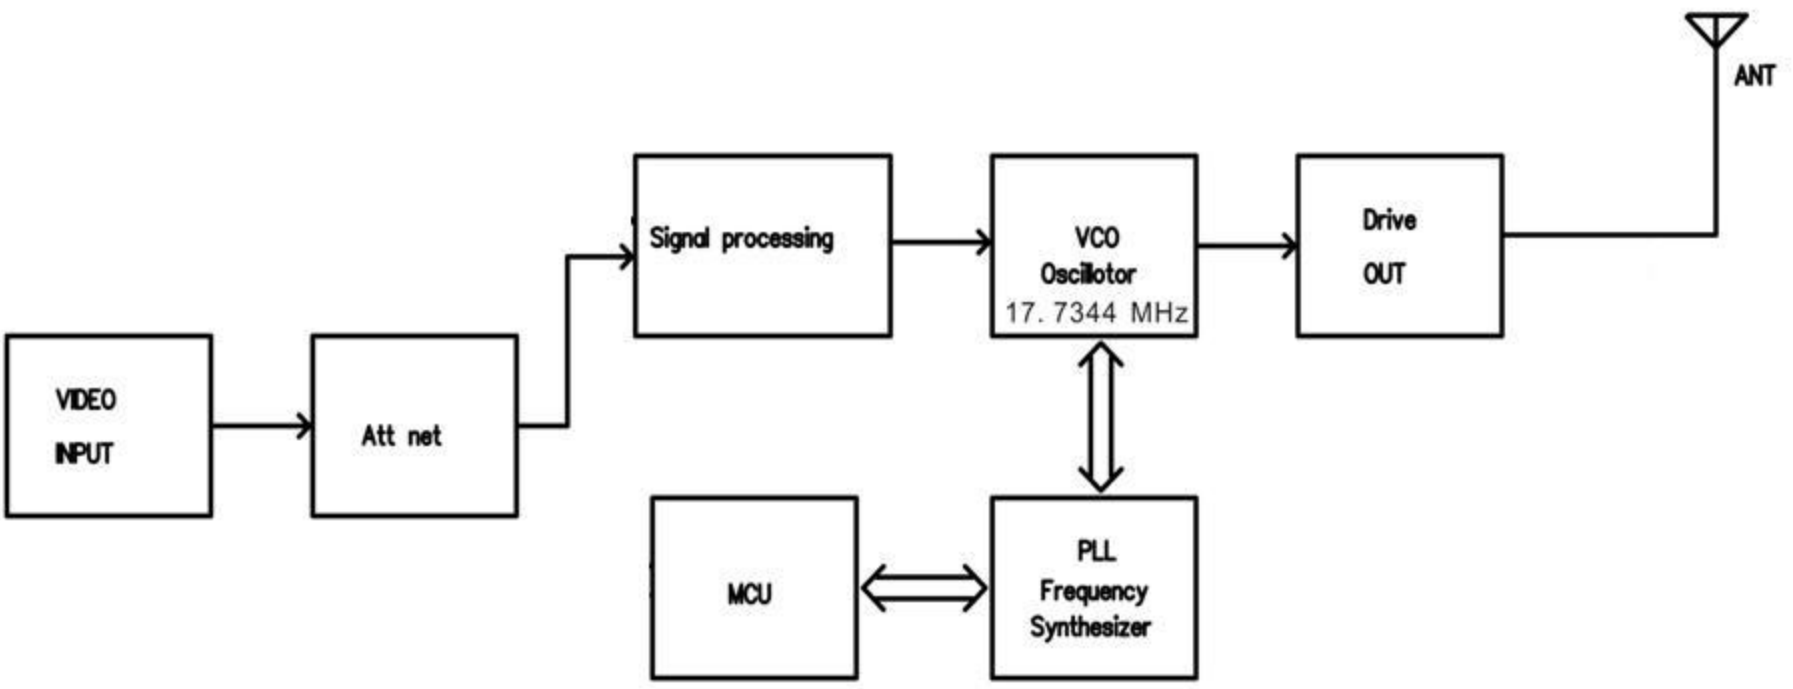 ANT
Signal processing
VCO
Oscillotor
17.7344 MHz
Drive
OUT
VIDEO
INPUT
Att net
MCU
PLL
Frequency
Synthesizer